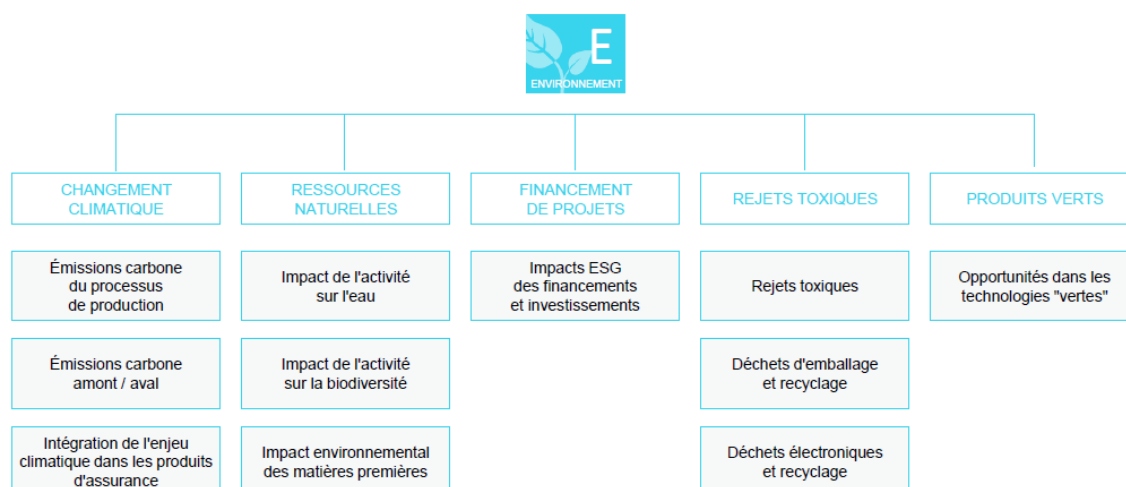 E
ENVIRONNEMENT
CHANGEMENT
CLIMATIQUE
RESSOURCES
NATURELLES
FINANCEMENT
DE PROJETS
REJETS TOXIQUES
PRODUITS VERTS
Émissions carbone
du processus
de production
Impact de l'activité
sur l'eau
Impacts ESG
des financements
et investissements
Rejets toxiques
Opportunités dans les
technologies "vertes"
Émissions carbone
amont / aval
Impact de l'activité
sur la biodiversité
Déchets d'emballage
et recyclage
Intégration de l'enjeu
climatique dans les produits
d'assurance
Impact environnemental
des matières premières
Déchets électroniques
et recyclage